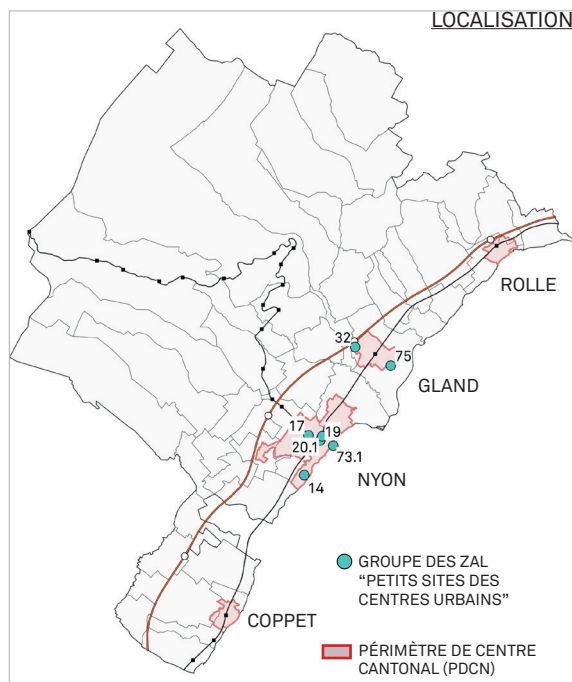 LOCALISATION
ROLLE
32
75
GLAND
17
19
20.1
73.1
NYON
14
GROUPE DES ZAL
“PETITS SITES DES
CENTRES URBAINS”
COPPET
PÉRIMÈTRE DE CENTRE
CANTONAL (PDCN)